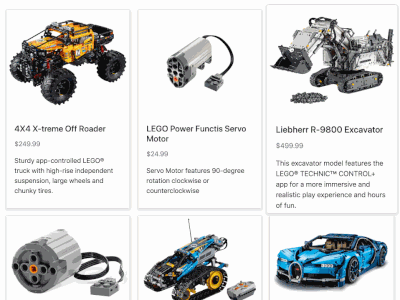 4X4 X-treme Off Roader
$249.99
Sturdy app-controlled LEGO®
truck with high-rise independent
suspension, large wheels and
chunky tires.
LEGO Power Functis Servo
Motor
$24.99
Servo Motor features 90-degree
rotation clockwise or
counterclockwise
Liebherr R-9800 Excavator
$499.99
This excavator model features the
LEGO® TECHNIC™ CONTROL+
app for a more immersive and
realistic play experience and hours
of fun.